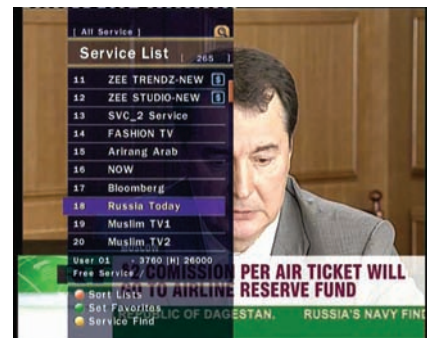 [ All Service ]
Service List [ 265 ]
11 ZEE TRENDZ-NEW $
12 ZEE STUDIO-NEW $
13 SVC_2 Service
14 FASHION TV
15 Arirang Arab
16 NOW
17 Bloomberg
18 Russia Today
19 Muslim TV1
20 Muslim TV2
User 01 - 3760 [H] 26000
Free Service
COMISSION PER AIR TICKET WILL
GO TO AIRLINE RESERVE FUND
Sort Lists
Set Favorites
REPUBLIC OF DAGESTAN. RUSSIA'S NAVY FIND
Service Find